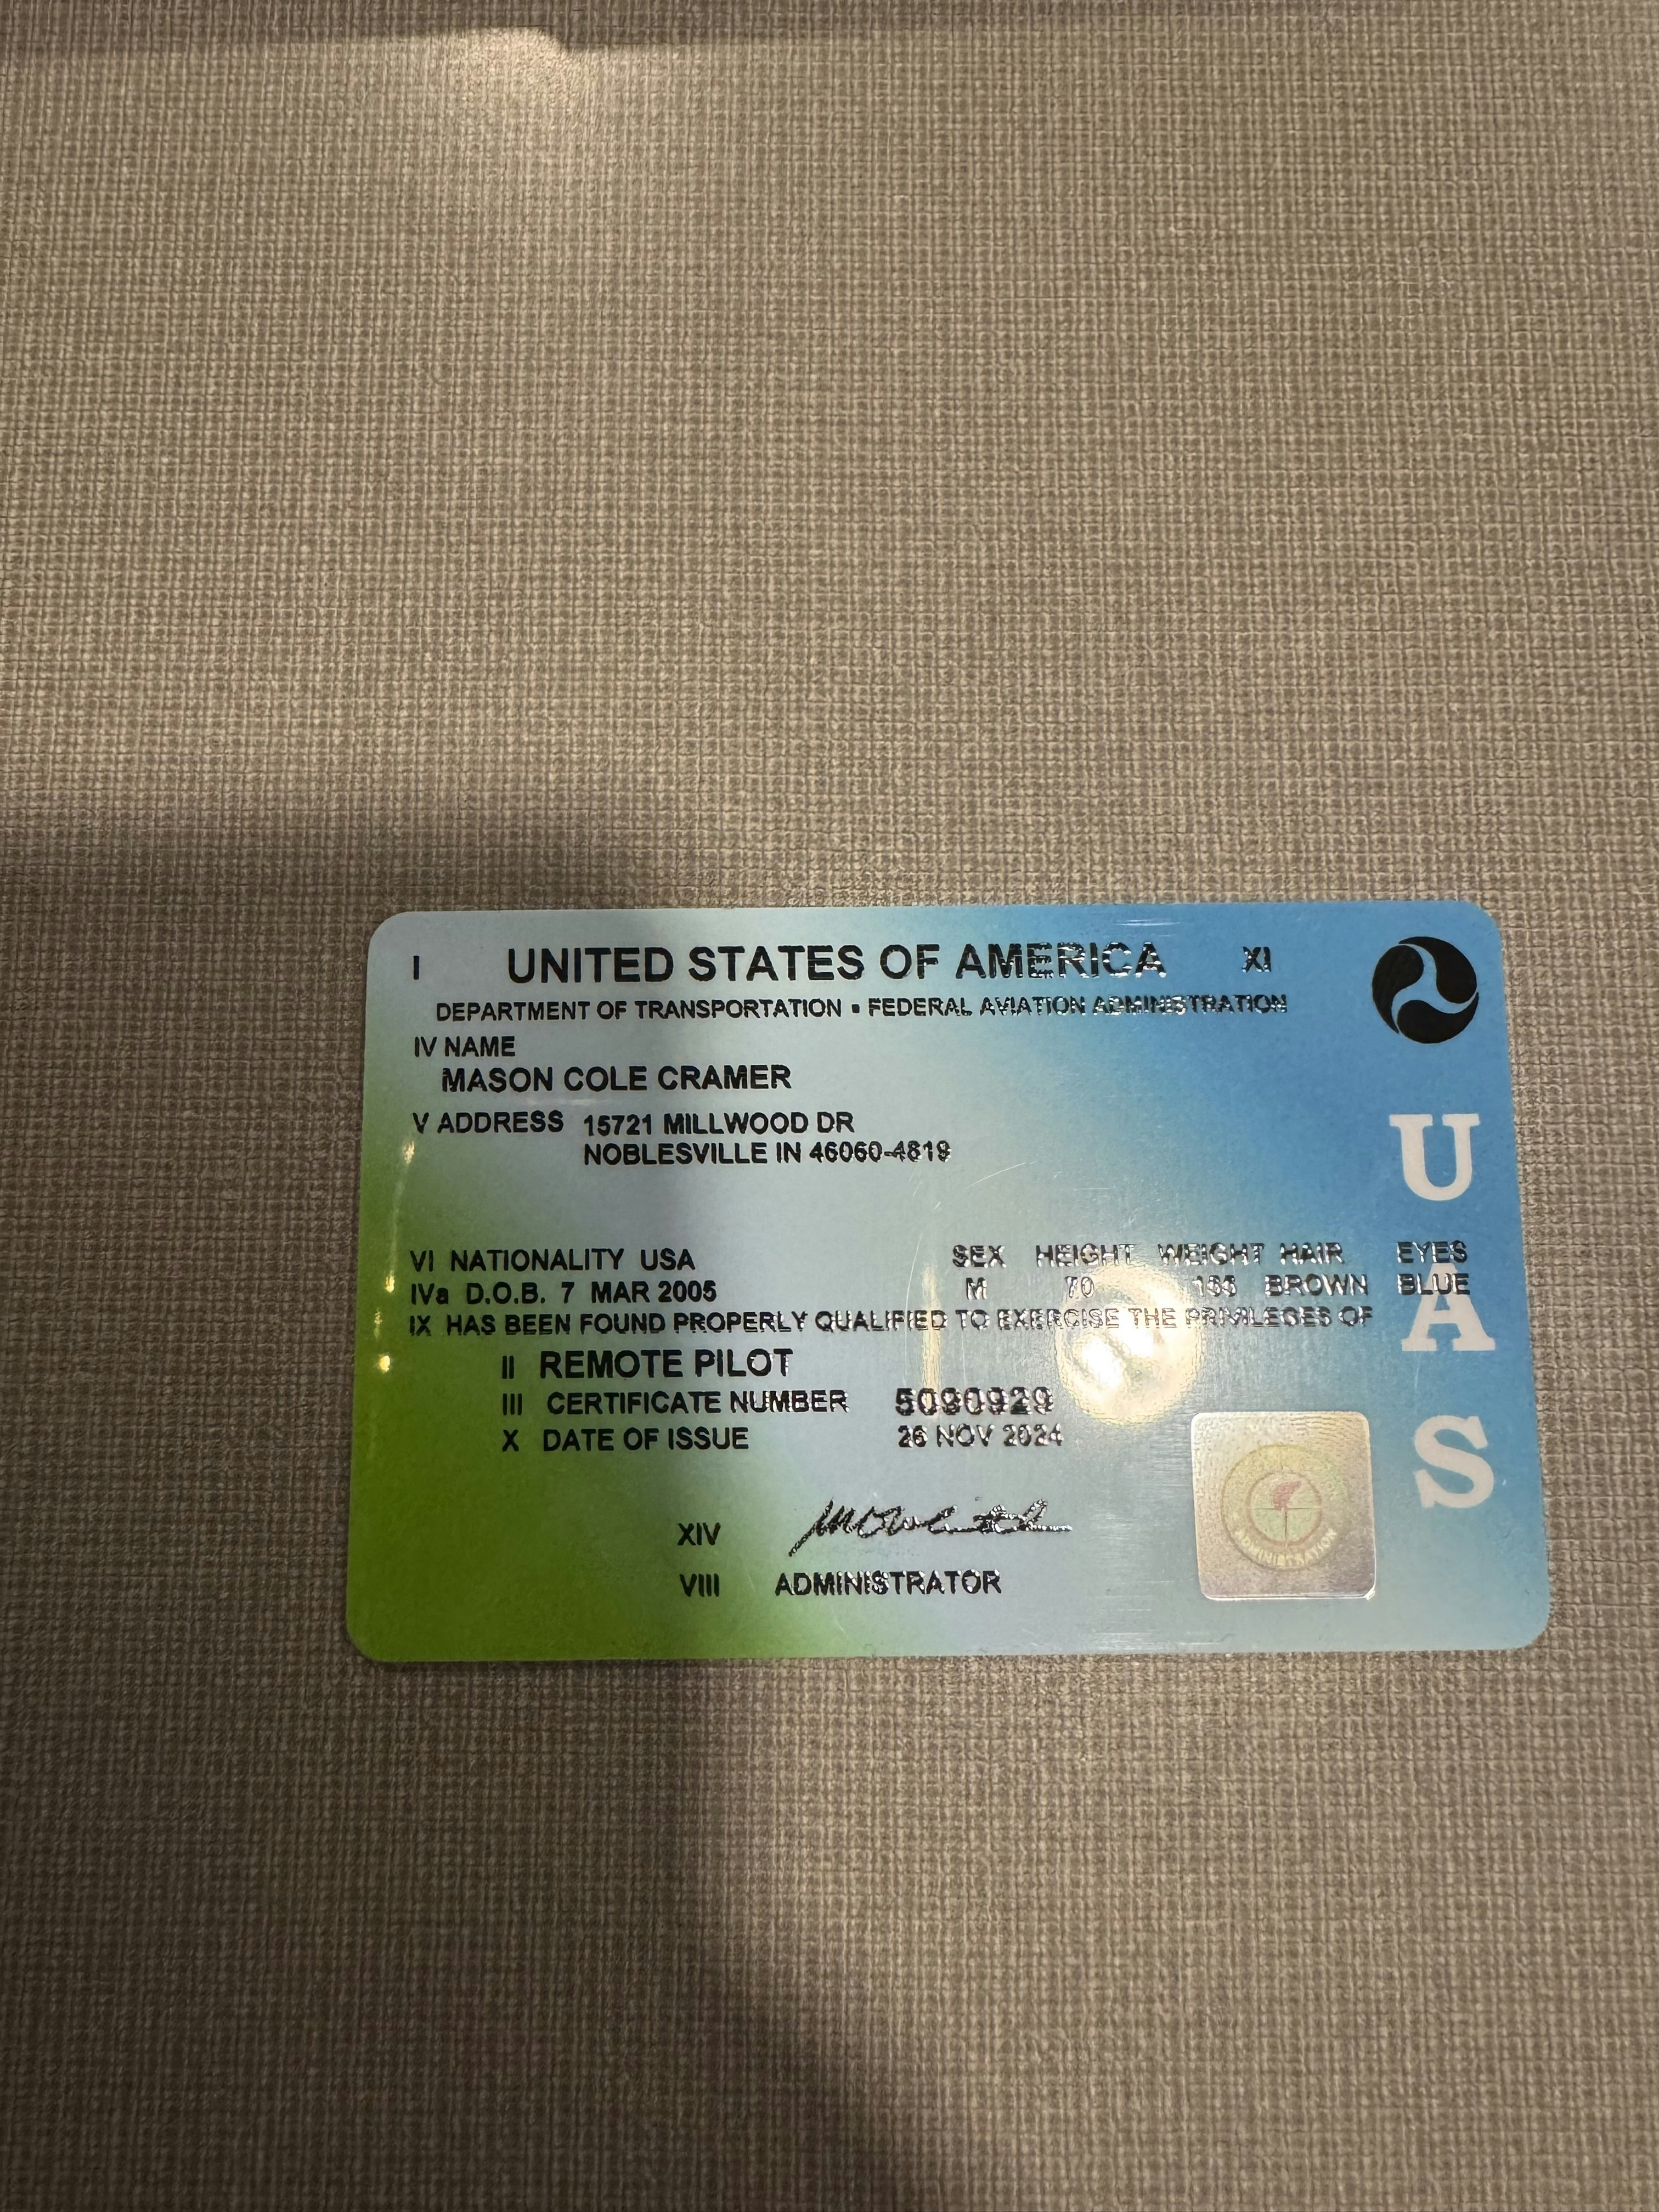 I UNITED STATES OF AMERICA XI
DEPARTMENT OF TRANSPORTATION • FEDERAL AVIATION ADMINISTRATION
IV NAME
MASON COLE CRAMER
V ADDRESS 15721 MILLWOOD DR
NOBLESVILLE IN 46060-4819
VI NATIONALITY USA SEX HEIGHT WEIGHT HAIR EYES
IVa D.O.B. 7 MAR 2005 M 70 BROWN BLUE
IX HAS BEEN FOUND PROPERLY QUALIFIED TO EXERCISE THE PRIVILEGES OF
II REMOTE PILOT
III CERTIFICATE NUMBER 5090929
X DATE OF ISSUE 26 NOV 2024
XIV
VIII ADMINISTRATOR
U
A
S
ADMINISTRATION